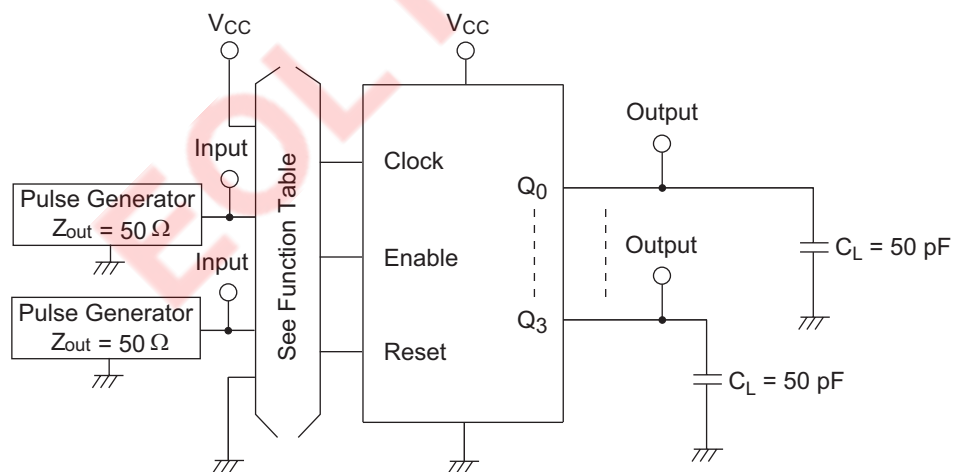 VCC
VCC
Output
Input
Clock
Pulse Generator
Zout = 50 Ω
Q0
See Function Table
Output
CL = 50 pF
Input
Enable
Pulse Generator
Zout = 50 Ω
Q3
Reset
CL = 50 pF
EOL